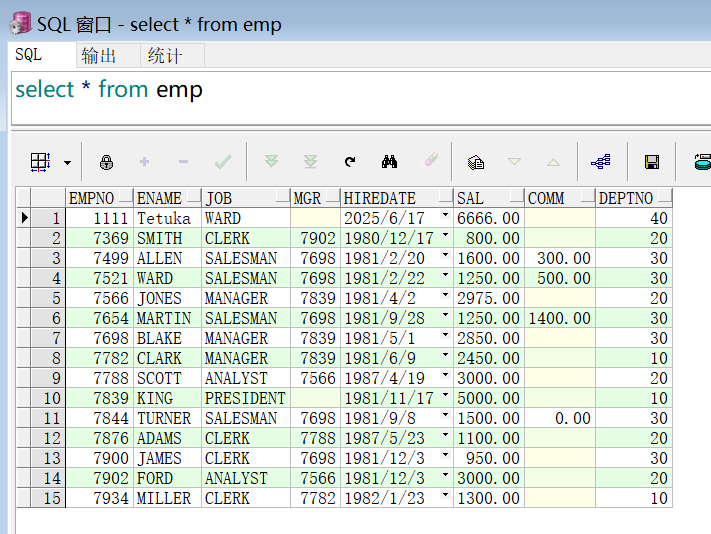 SQL 窗口 - select * from emp
SQL 输出 统计
select * from emp
EMPNO ENAME JOB MGR HIREDATE SAL COMM DEPTNO
1 1111 Tetuka WARD 2025/6/17 6666.00 40
2 7369 SMITH CLERK 7902 1980/12/17 800.00 20
3 7499 ALLEN SALESMAN 7698 1981/2/20 1600.00 300.00 30
4 7521 WARD SALESMAN 7698 1981/2/22 1250.00 500.00 30
5 7566 JONES MANAGER 7839 1981/4/2 2975.00 20
6 7654 MARTIN SALESMAN 7698 1981/9/28 1250.00 1400.00 30
7 7698 BLAKE MANAGER 7839 1981/5/1 2850.00 30
8 7782 CLARK MANAGER 7839 1981/6/9 2450.00 10
9 7788 SCOTT ANALYST 7566 1987/4/19 3000.00 20
10 7839 KING PRESIDENT 1981/11/17 5000.00 10
11 7844 TURNER SALESMAN 7698 1981/9/8 1500.00 0.00 30
12 7876 ADAMS CLERK 7788 1987/5/23 1100.00 20
13 7900 JAMES CLERK 7698 1981/12/3 950.00 30
14 7902 FORD ANALYST 7566 1981/12/3 3000.00 20
15 7934 MILLER CLERK 7782 1982/1/23 1300.00 10